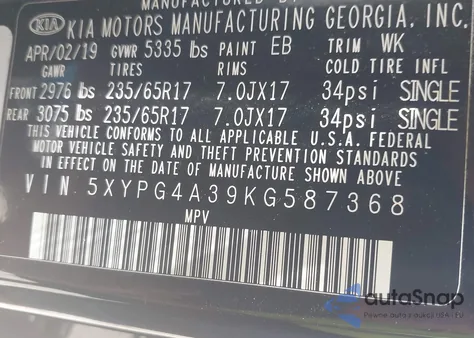 MANUFACTURED BY
KIA KIA MOTORS MANUFACTURING GEORGIA, INC.
APR/02/19 GVWR 5335 lbs PAINT EB TRIM WK
GAWR TIRES RIMS COLD TIRE INFL
FRONT 2976 lbs 235/65R17 7.0JX17 34psi SINGLE
REAR 3075 lbs 235/65R17 7.0JX17 34psi SINGLE
THIS VEHICLE CONFORMS TO ALL APPLICABLE U.S.A. FEDERAL
MOTOR VEHICLE SAFETY AND THEFT PREVENTION STANDARDS
IN EFFECT ON THE DATE OF MANUFACTURE SHOWN ABOVE.
VIN 5XYPG4A39KG587368
MPV
autoSnap